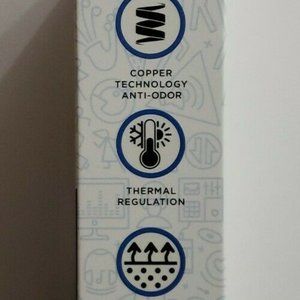 COPPER
TECHNOLOGY
ANTI-ODOR
THERMAL
REGULATION